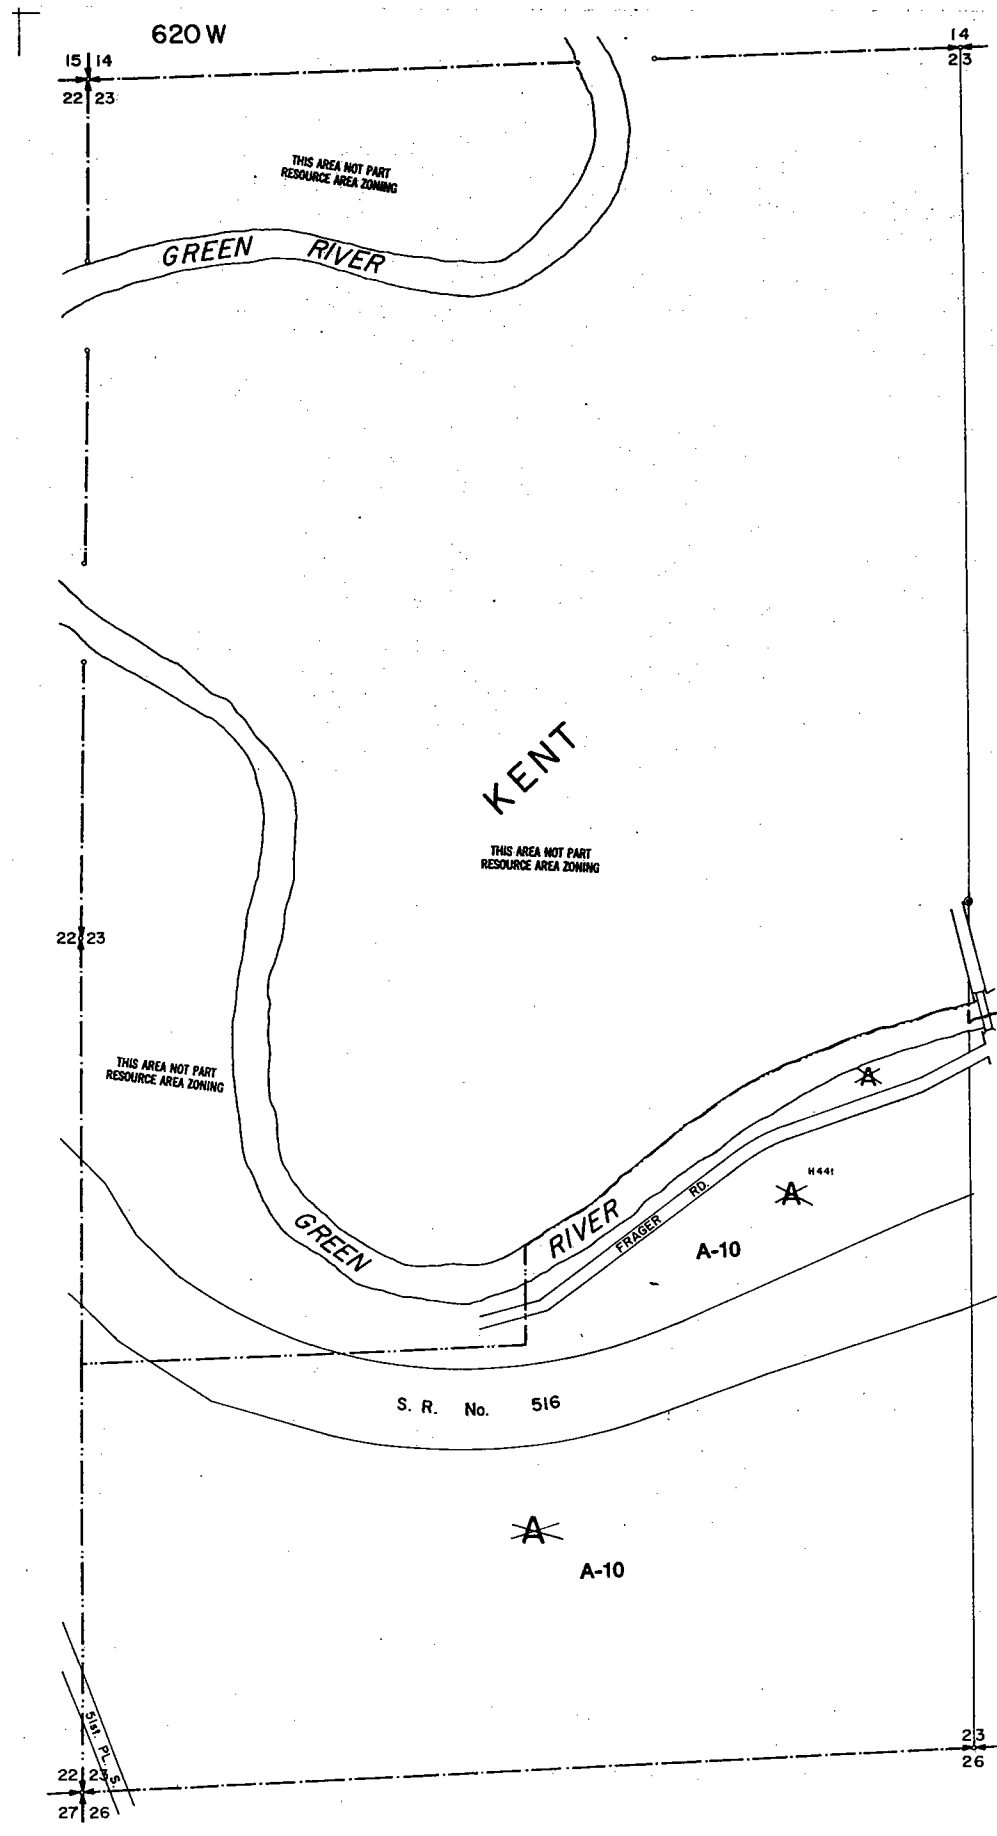 620 W
15 14
14
22 23
23
THIS AREA NOT PART
RESOURCE AREA ZONING
GREEN RIVER
KENT
THIS AREA NOT PART
RESOURCE AREA ZONING
22 23
THIS AREA NOT PART
RESOURCE AREA ZONING
A
H441
A
FRAGER RD.
GREEN RIVER
A-10
S. R. No. 516
A
A-10
51st. PL. S.
23
26
22 23
27 26